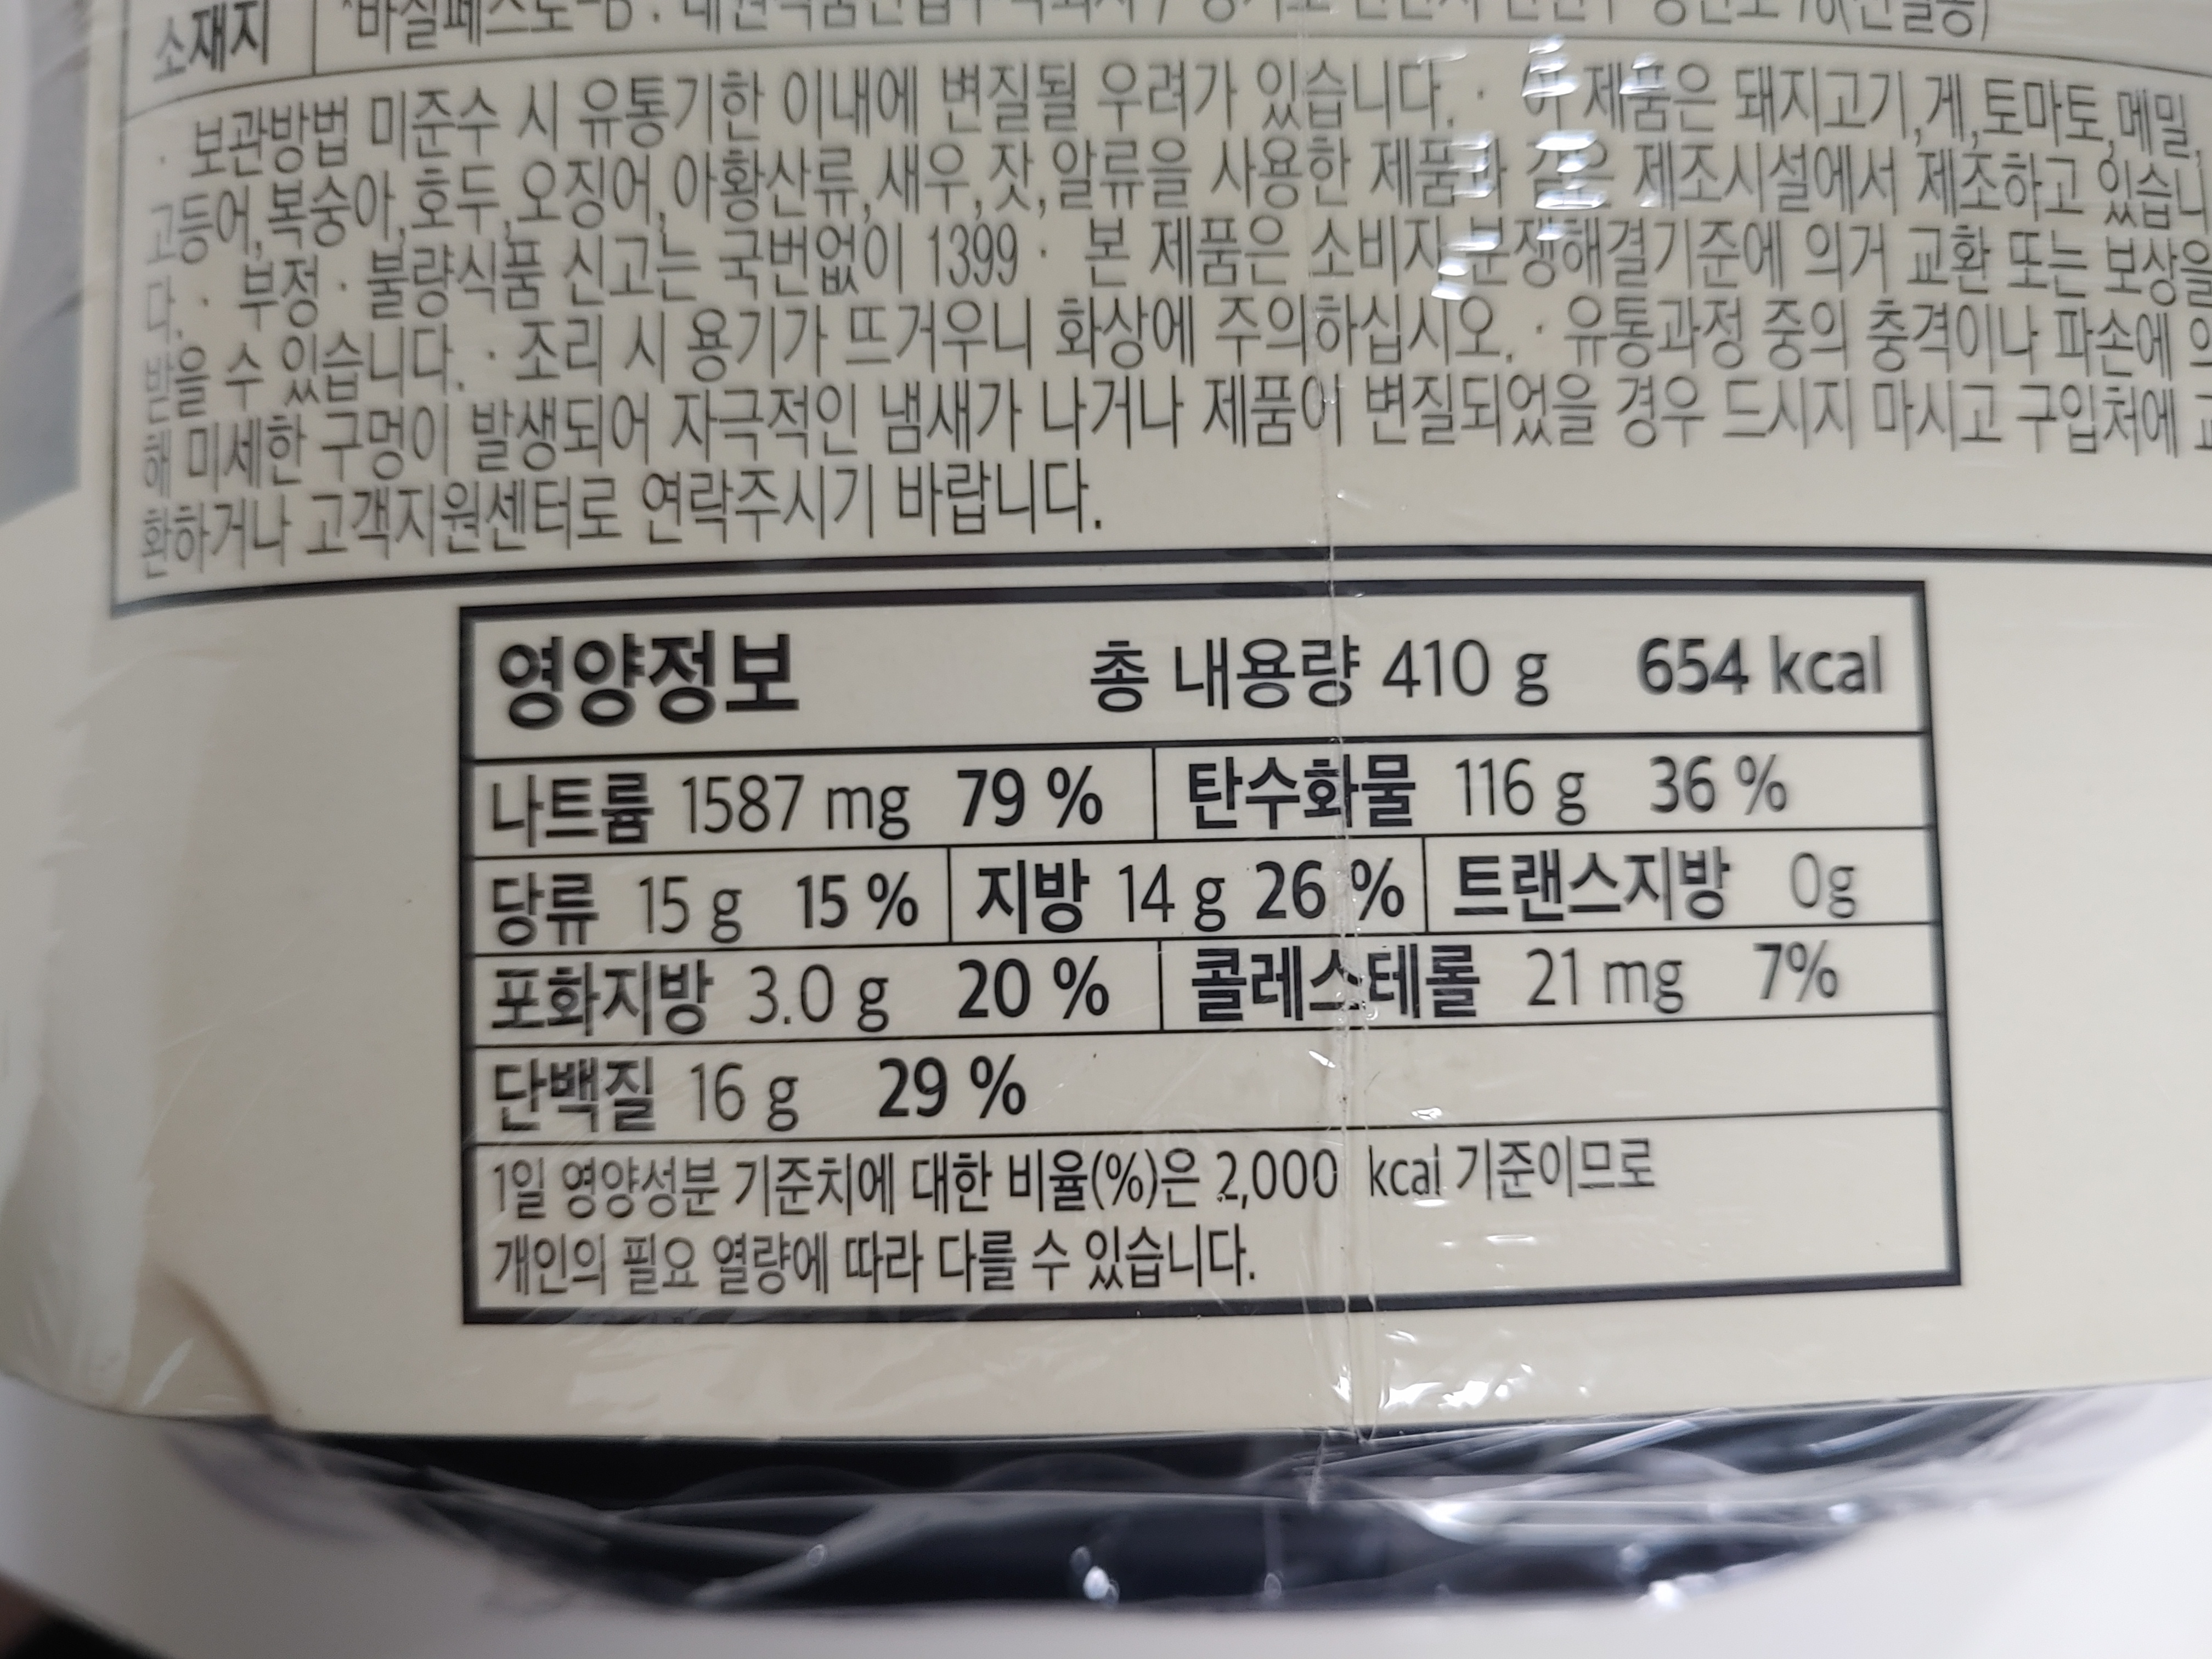 소재지
· 보관방법 미준수 시 유통기한 이내에 변질될 우려가 있습니다. · 이 제품은 돼지고기,게,토마토,메밀,
고등어,복숭아,호두,오징어,아황산류,새우,잣,알류을 사용한 제품과 같은 제조시설에서 제조하고 있습니
다. · 부정 · 불량식품 신고는 국번없이 1399 · 본 제품은 소비자 분쟁해결기준에 의거 교환 또는 보상을
받을 수 있습니다. · 조리 시 용기가 뜨거우니 화상에 주의하십시오. · 유통과정 중의 충격이나 파손에 의
해 미세한 구멍이 발생되어 자극적인 냄새가 나거나 제품이 변질되었을 경우 드시지 마시고 구입처에
환하거나 고객지원센터로 연락주시기 바랍니다.
영양정보 총 내용량 410 g 654 kcal
나트륨 1587 mg 79 % 탄수화물 116 g 36 %
당류 15 g 15 % 지방 14 g 26 % 트랜스지방 0g
포화지방 3.0 g 20 % 콜레스테롤 21 mg 7%
단백질 16 g 29 %
1일 영양성분 기준치에 대한 비율(%)은 2,000 kcal 기준이므로
개인의 필요 열량에 따라 다를 수 있습니다.